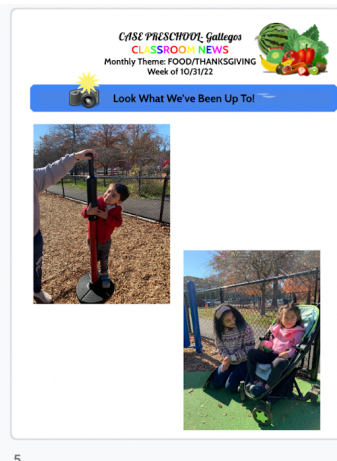 CASE PRESCHOOL- Gallegos
CLASSROOM NEWS
Monthly Theme: FOOD/THANKSGIVING
Week of 10/31/22
Look What We've Been Up To!
5